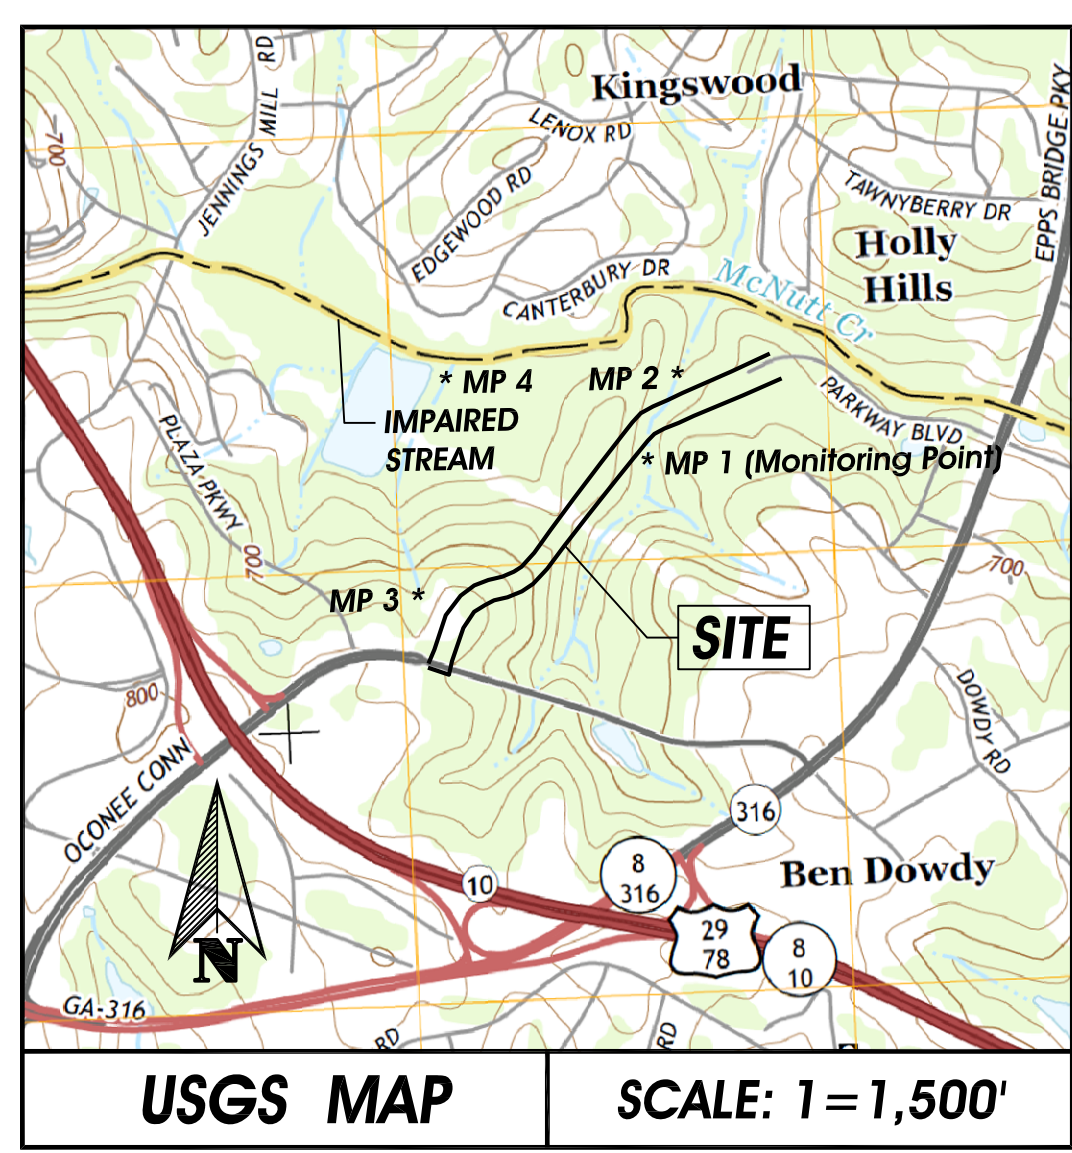 RD
MILL
JENNINGS
700
Kingswood
LENOX RD
EDGEWOOD RD
CANTERBURY DR
TAWNYBERRY DR
EPPS BRIDGE PKY
Holly
Hills
McNutt Cr
* MP 4
MP 2 *
IMPAIRED
STREAM
PARKWAY BLVD
* MP 1 (Monitoring Point)
PLAZA PKWY
700
700
MP 3 *
SITE
800
DOWDY RD
OCONEE CONN
316
8
316
10
Ben Dowdy
29
78
8
10
N
GA-316
RD
RD
USGS MAP
SCALE: 1=1,500'